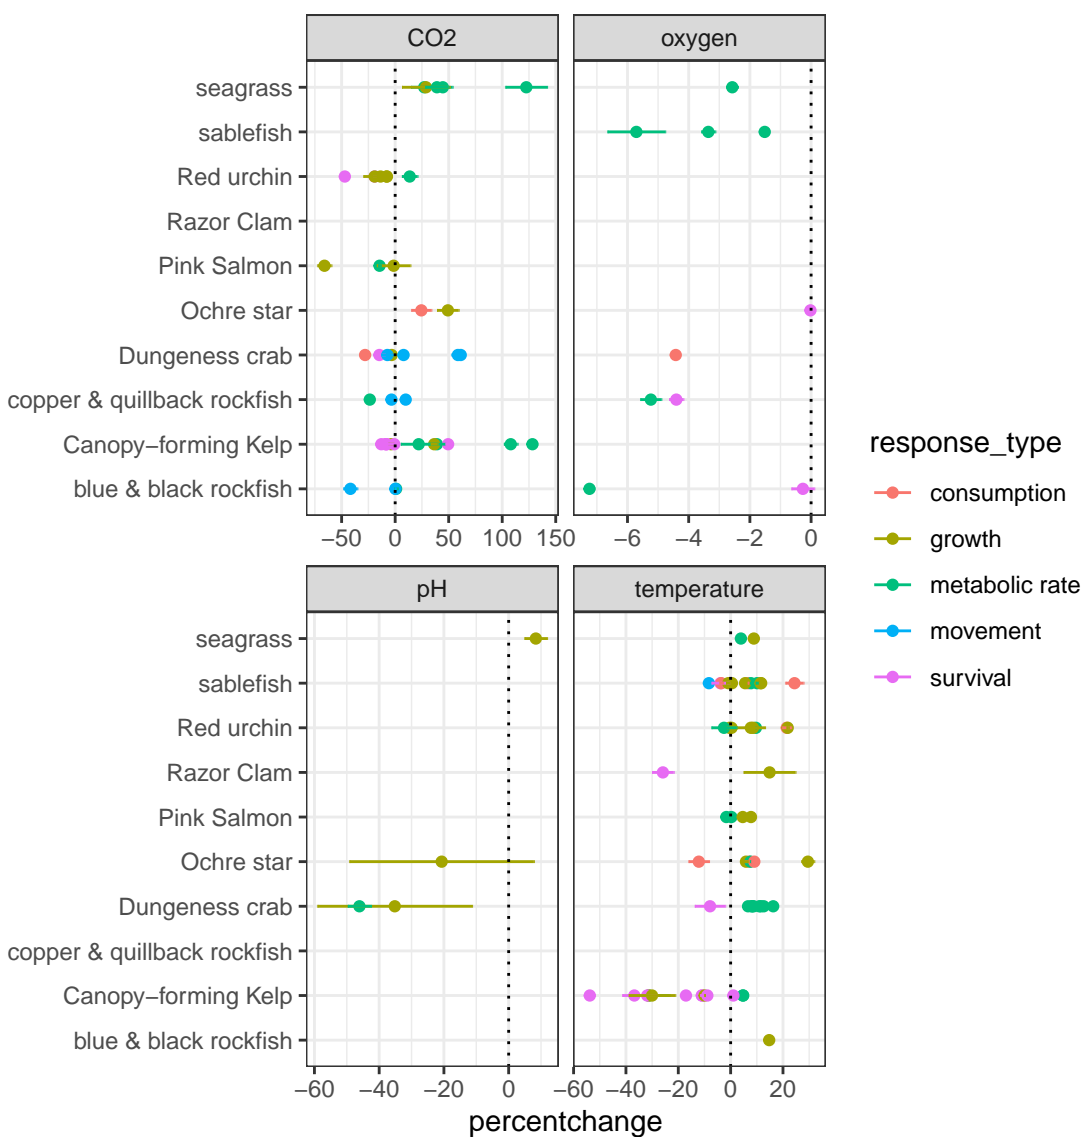 CO2 oxygen
seagrass
sablefish
Red urchin
Razor Clam
Pink Salmon
Ochre star
Dungeness crab
copper & quillback rockfish
Canopy−forming Kelp
blue & black rockfish
−50 0 50 100 150 −6 −4 −2 0
pH temperature
seagrass
sablefish
Red urchin
Razor Clam
Pink Salmon
Ochre star
Dungeness crab
copper & quillback rockfish
Canopy−forming Kelp
blue & black rockfish
−60 −40 −20 0 −60 −40 −20 0 20
percentchange
response_type
consumption
growth
metabolic rate
movement
survival